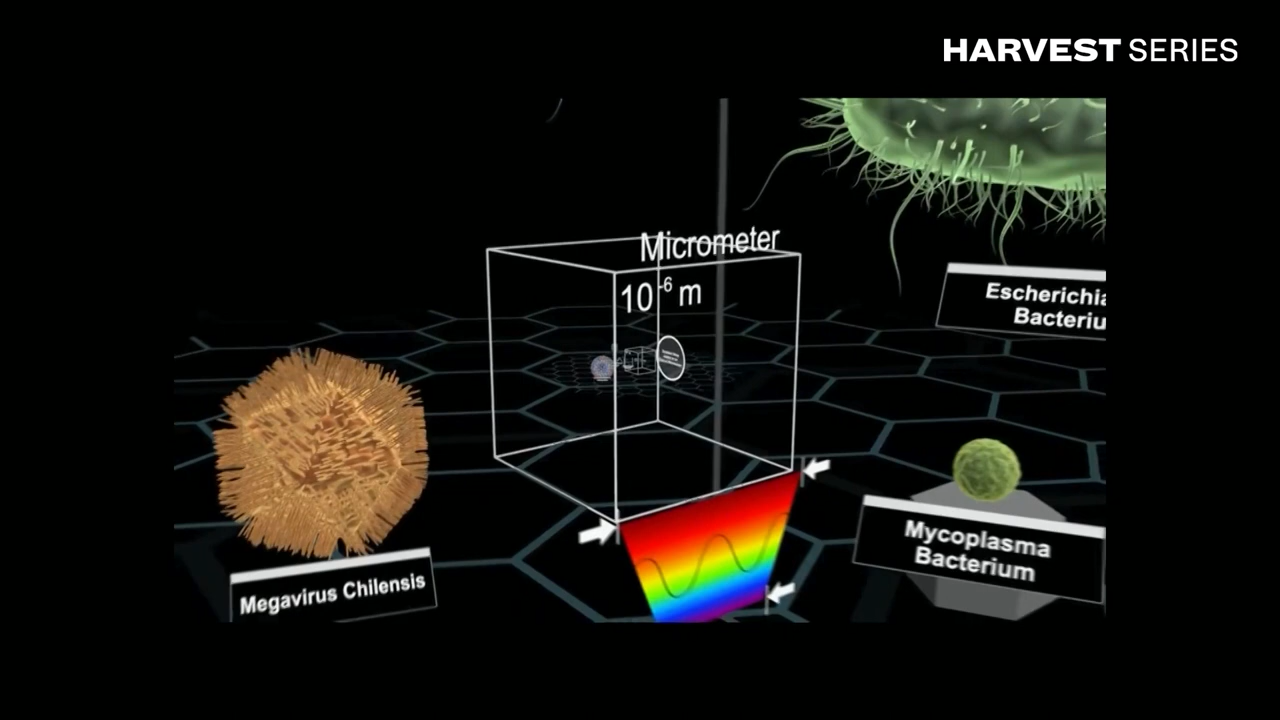 HARVEST SERIES
Micrometer
10-6 m
Escherichia
Bacteriu
Mycoplasma
Bacterium
Megavirus Chilensis